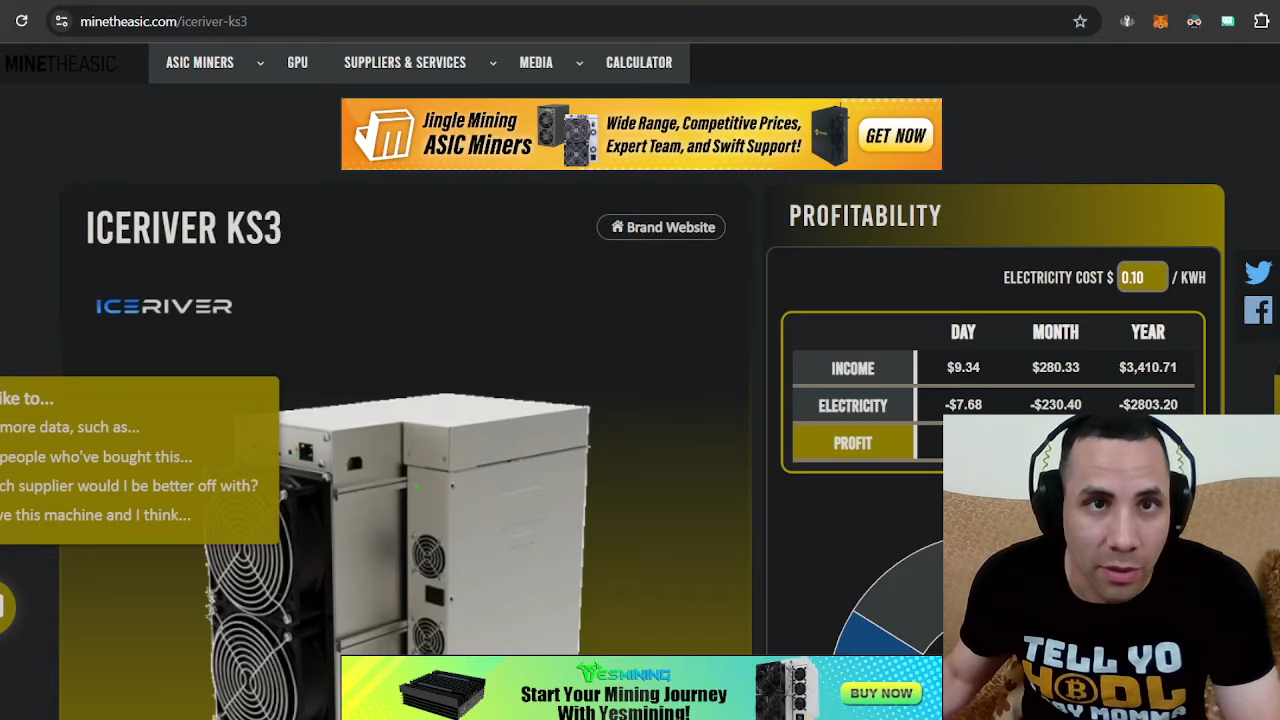 minetheasic.com/iceriver-ks3
MINETHEASIC
ASIC MINERS
GPU
SUPPLIERS & SERVICES
MEDIA
CALCULATOR
Jingle Mining
ASIC Miners
Wide Range, Competitive Prices,
Expert Team, and Swift Support!
GET NOW
ICERIVER KS3
Brand Website
ICERIVER
PROFITABILITY
ELECTRICITY COST $ 0.10 / KWH
DAY MONTH YEAR
INCOME $9.34 $280.33 $3,410.71
ELECTRICITY -$7.68 -$230.40 -$2803.20
PROFIT
ike to...
more data, such as...
people who've bought this...
ch supplier would I be better off with?
ve this machine and I think...
YESMINING
Start Your Mining Journey
With Yesmining!
BUY NOW
TELL YO
HODL
MOMMA